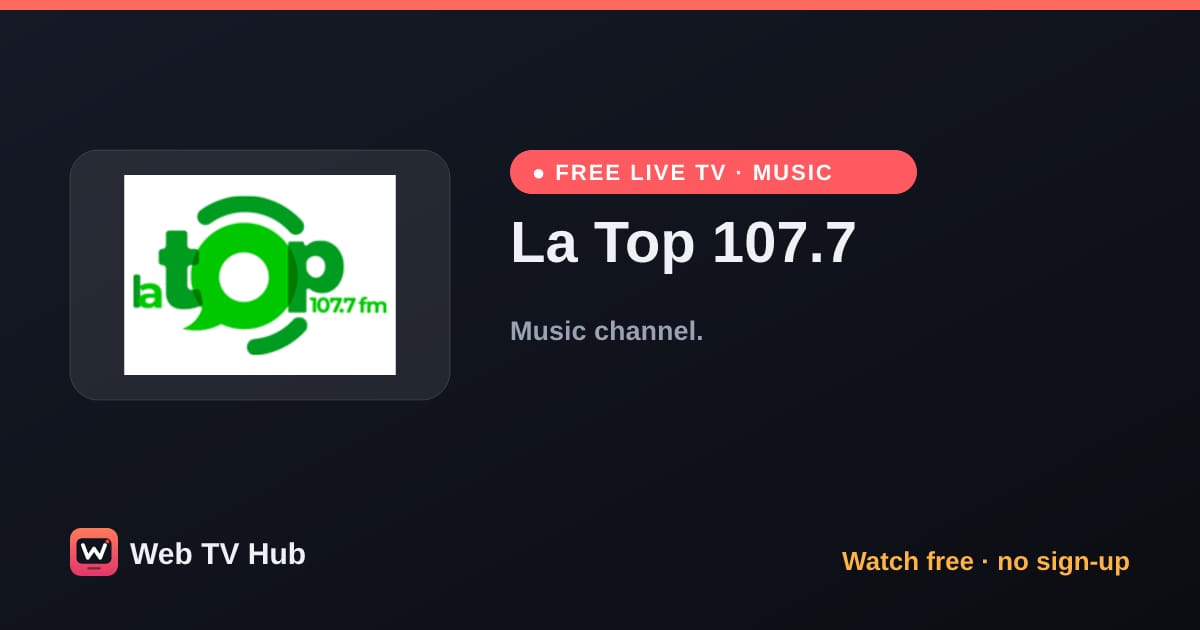 la top
107.7 fm
• FREE LIVE TV · MUSIC
La Top 107.7
Music channel.
W Web TV Hub
Watch free · no sign-up